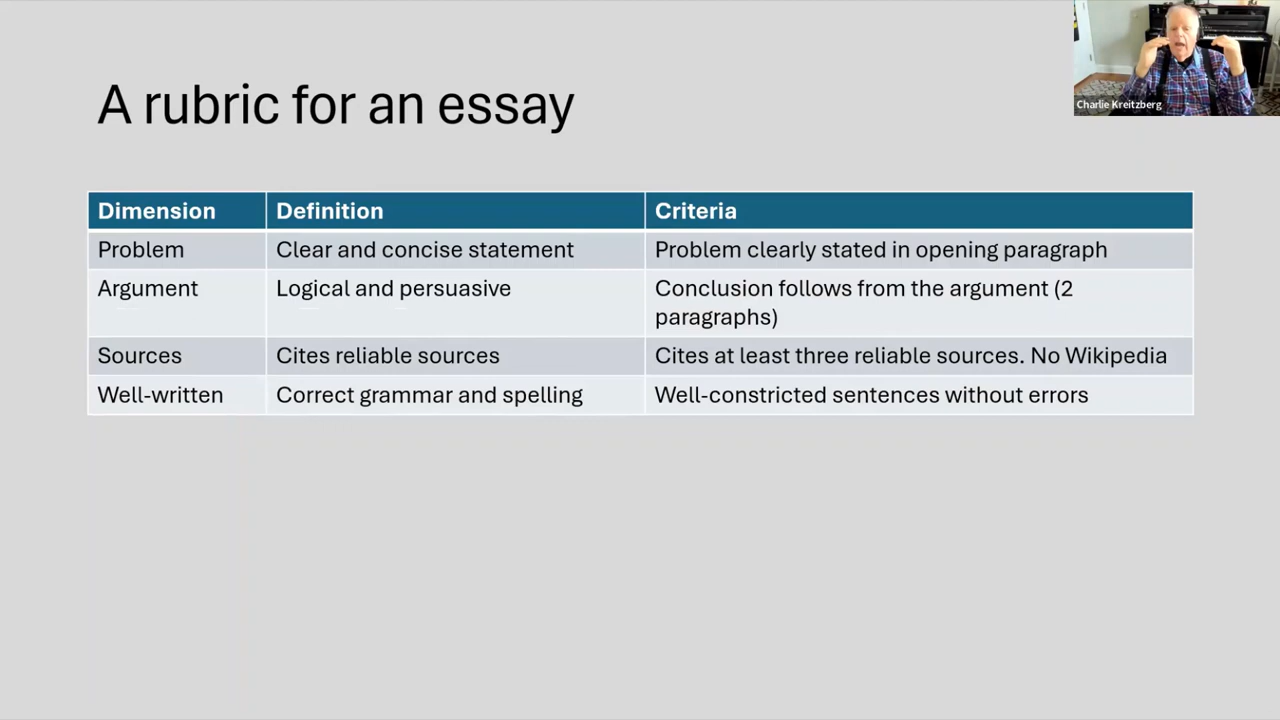 A rubric for an essay
Charlie Kreitzberg
Dimension Definition Criteria
Problem Clear and concise statement Problem clearly stated in opening paragraph
Argument Logical and persuasive Conclusion follows from the argument (2
paragraphs)
Sources Cites reliable sources Cites at least three reliable sources. No Wikipedia
Well-written Correct grammar and spelling Well-constricted sentences without errors